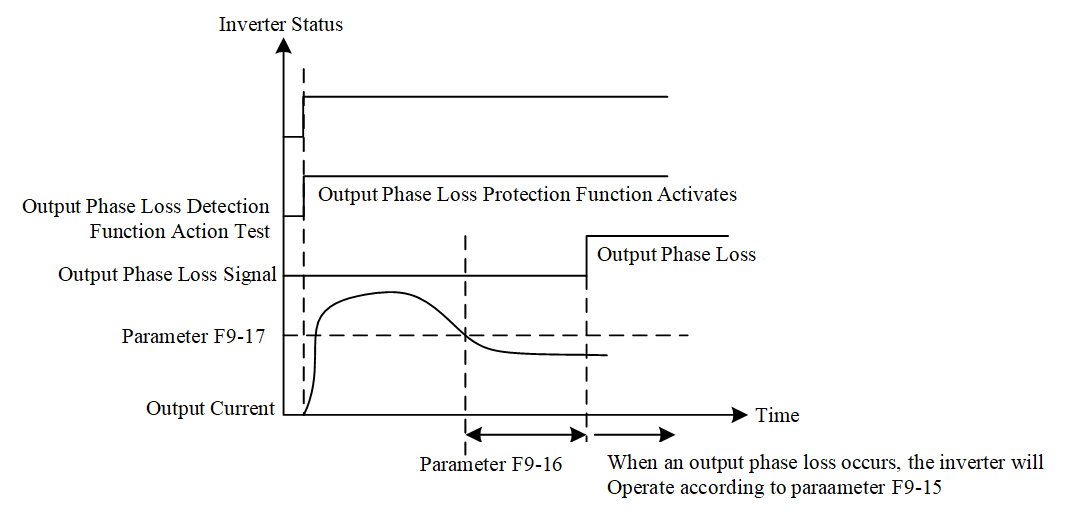 Inverter Status
Output Phase Loss Protection Function Activates
Output Phase Loss Detection
Function Action Test
Output Phase Loss
Output Phase Loss Signal
Parameter F9-17
Output Current
Time
Parameter F9-16
When an output phase loss occurs, the inverter will
Operate according to paraameter F9-15